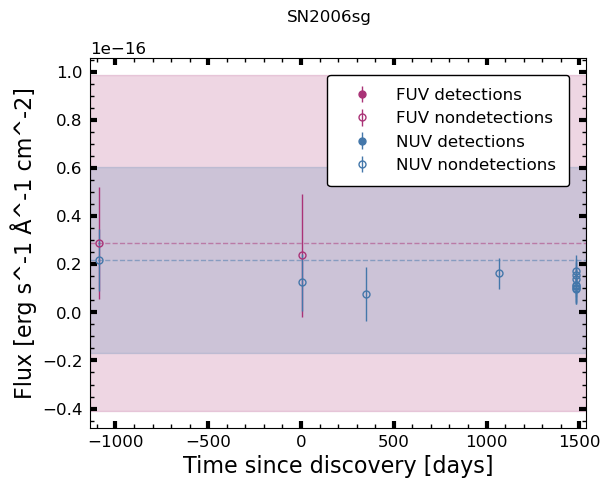 SN2006sg
1e−16
1.0
0.8
0.6
0.4
0.2
0.0
−0.2
−0.4
Flux [erg s^-1 Å^-1 cm^-2]
FUV detections
FUV nondetections
NUV detections
NUV nondetections
−1000 −500 0 500 1000 1500
Time since discovery [days]